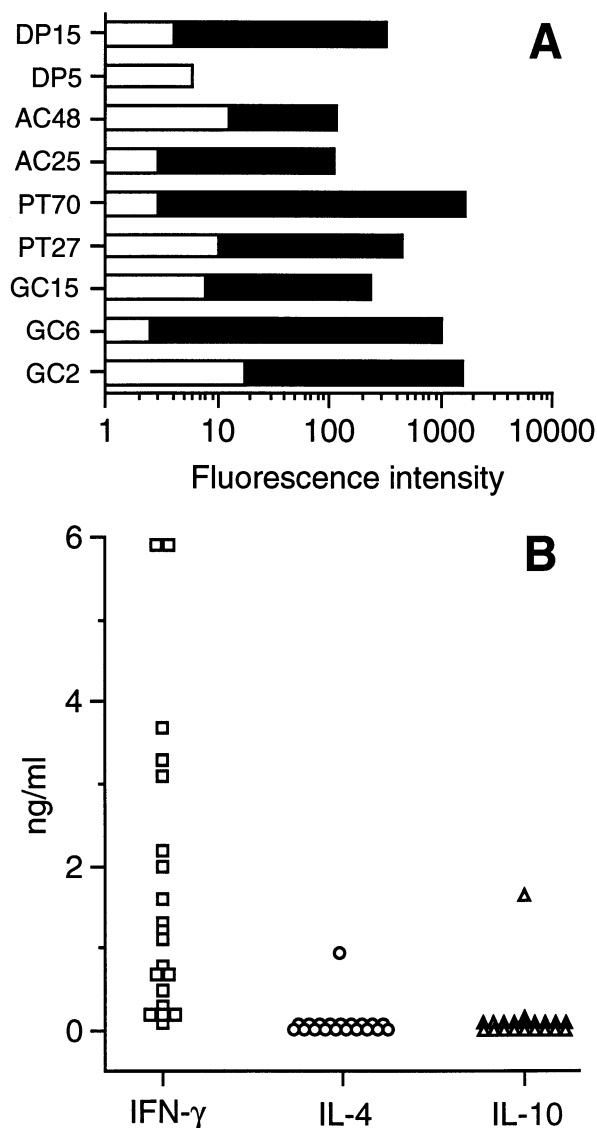 A
DP15
DP5
AC48
AC25
PT70
PT27
GC15
GC6
GC2
1 10 100 1000 10000
Fluorescence intensity
B
6
4
2
0
ng/ml
IFN-γ IL-4 IL-10